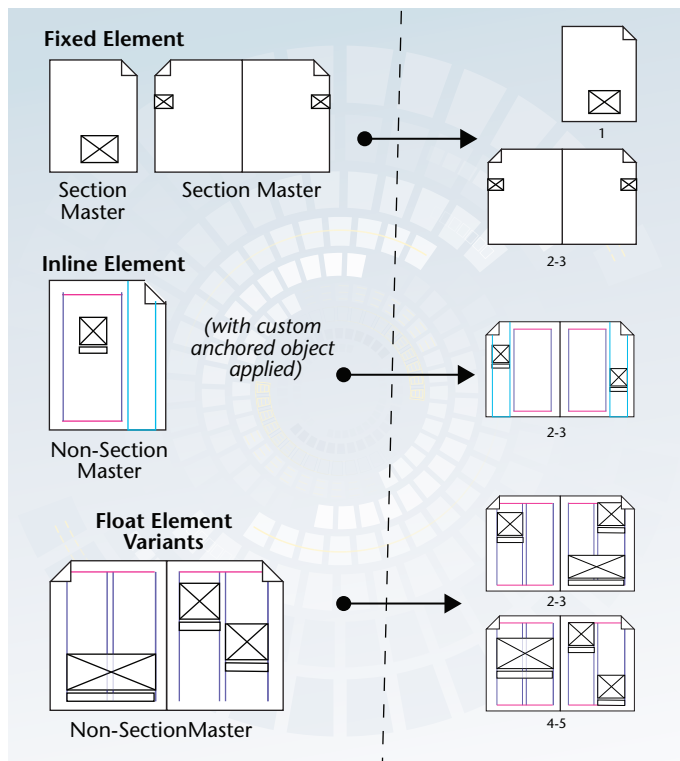 Fixed Element
Section
Master
Section Master
1
2-3
Inline Element
(with custom
anchored object
applied)
Non-Section
Master
2-3
Float Element
Variants
Non-SectionMaster
2-3
4-5